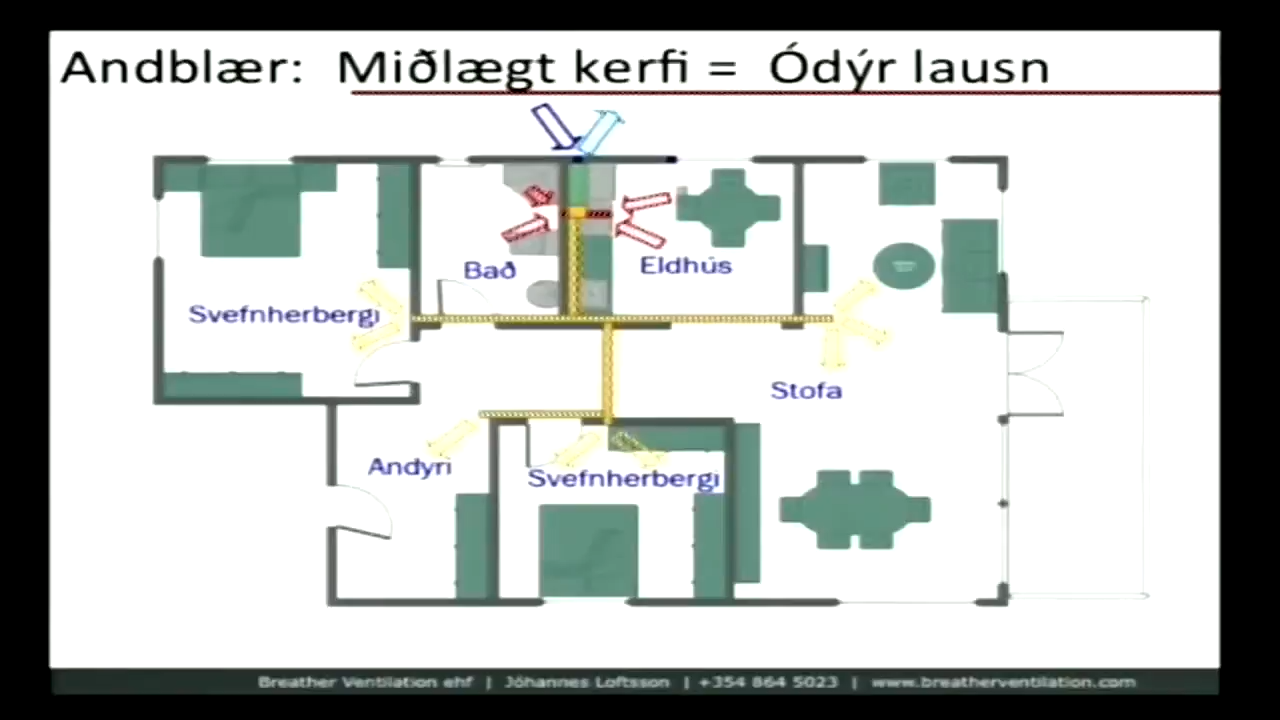 Andblær: Miðlægt kerfi = Ódýr lausn
Bað
Eldhús
Svefnherbergi
Stofa
Andyri
Svefnherbergi
Breather Ventilation ehf | Jóhannes Loftsson | +354 864 5023 | www.breatherventilation.com